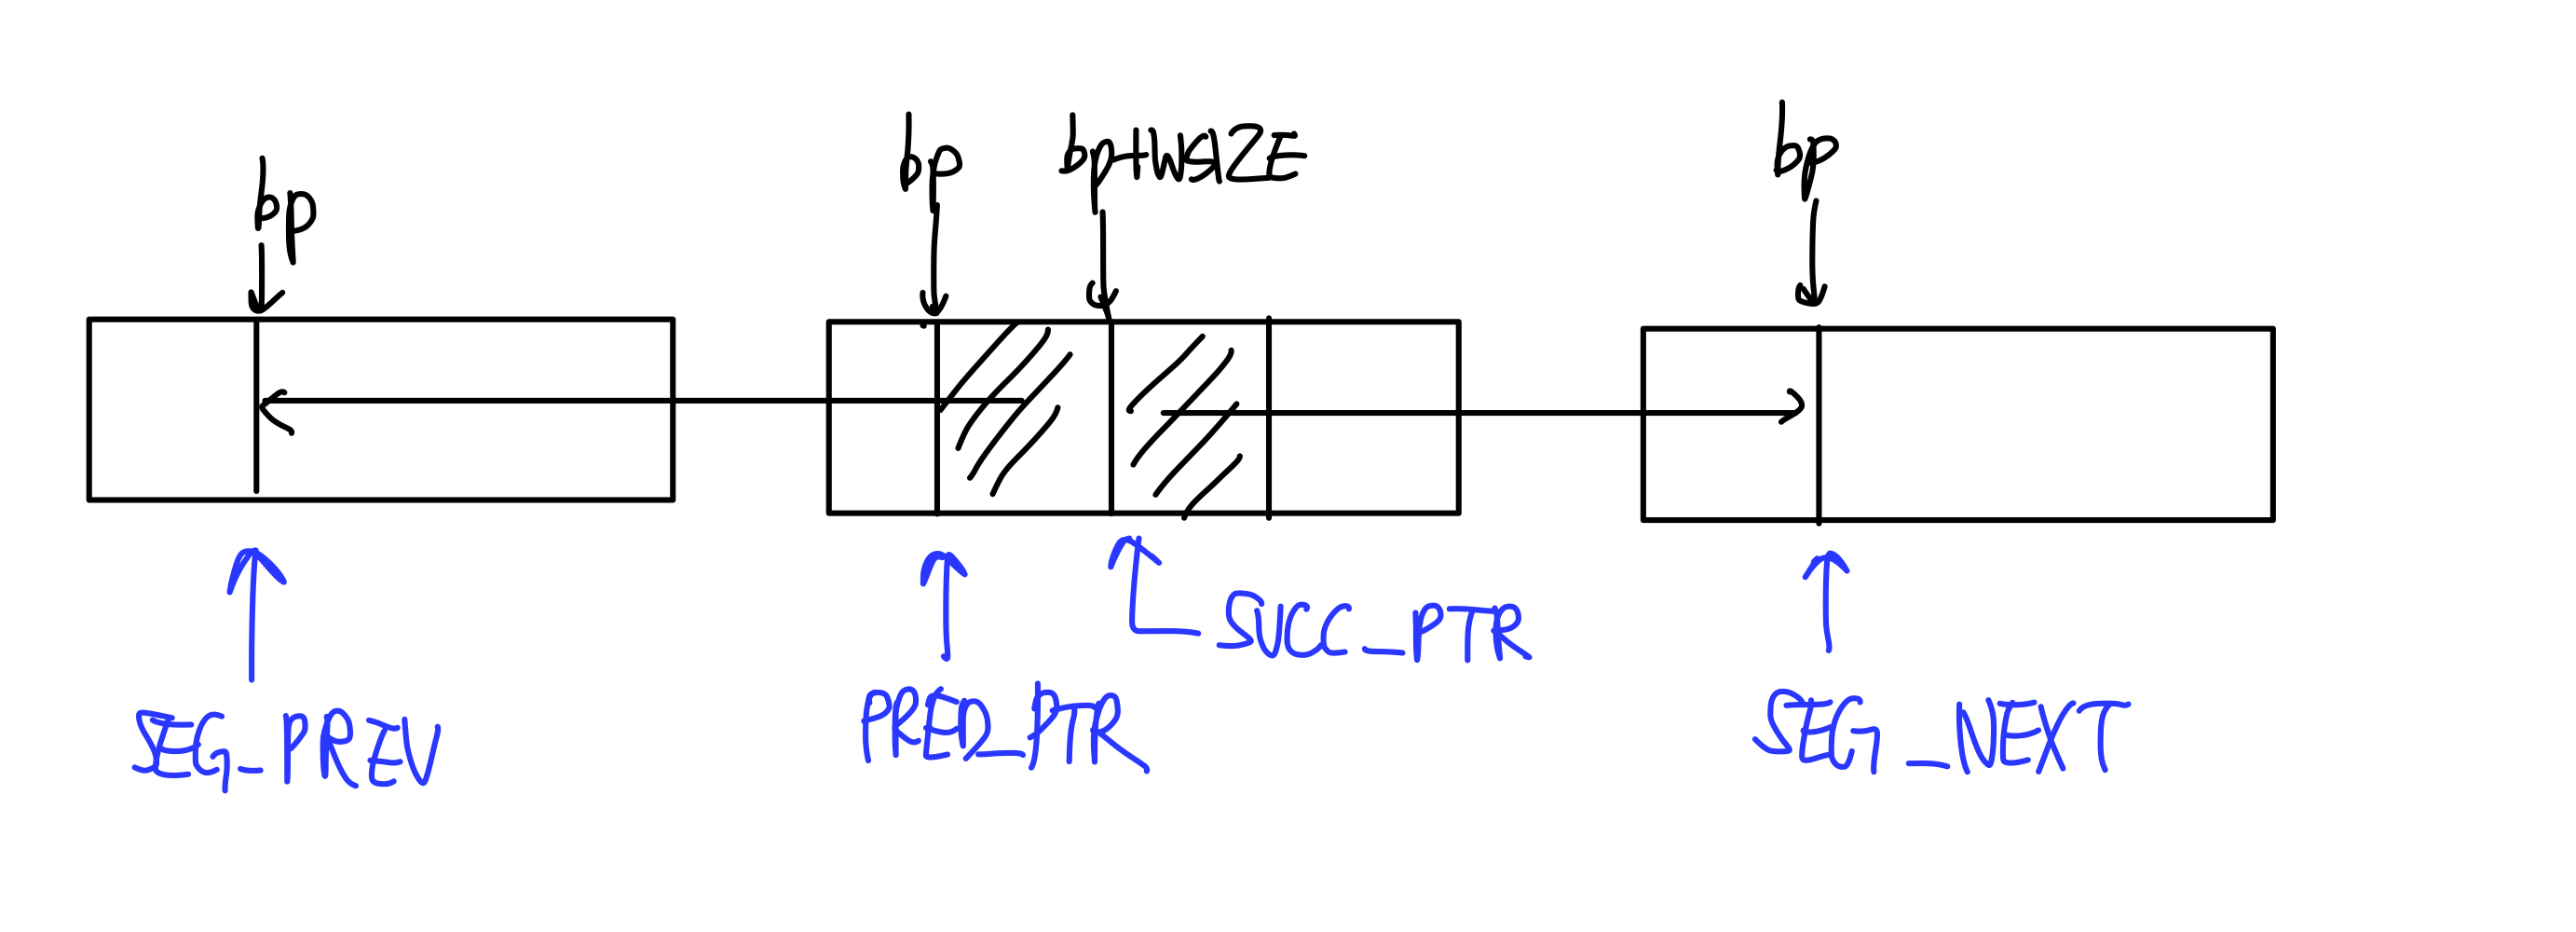 bp
bp
bp+WSIZE
bp
SEG_PREV
PRED_PTR
SUCC_PTR
SEG_NEXT